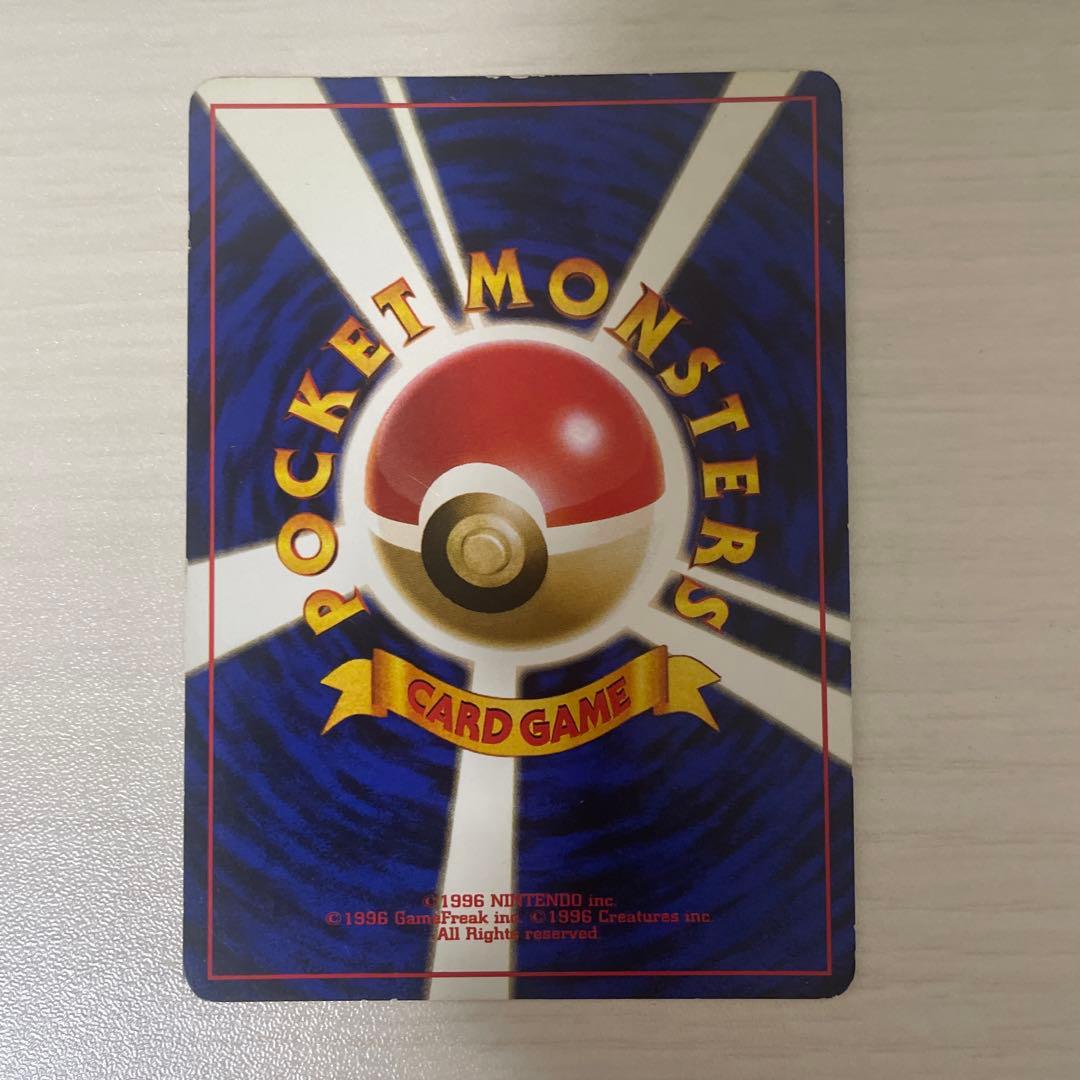 POCKET MONSTERS
CARD GAME
©1996 NINTENDO inc.
©1996 GameFreak inc. ©1996 Creatures inc.
All Rights reserved.